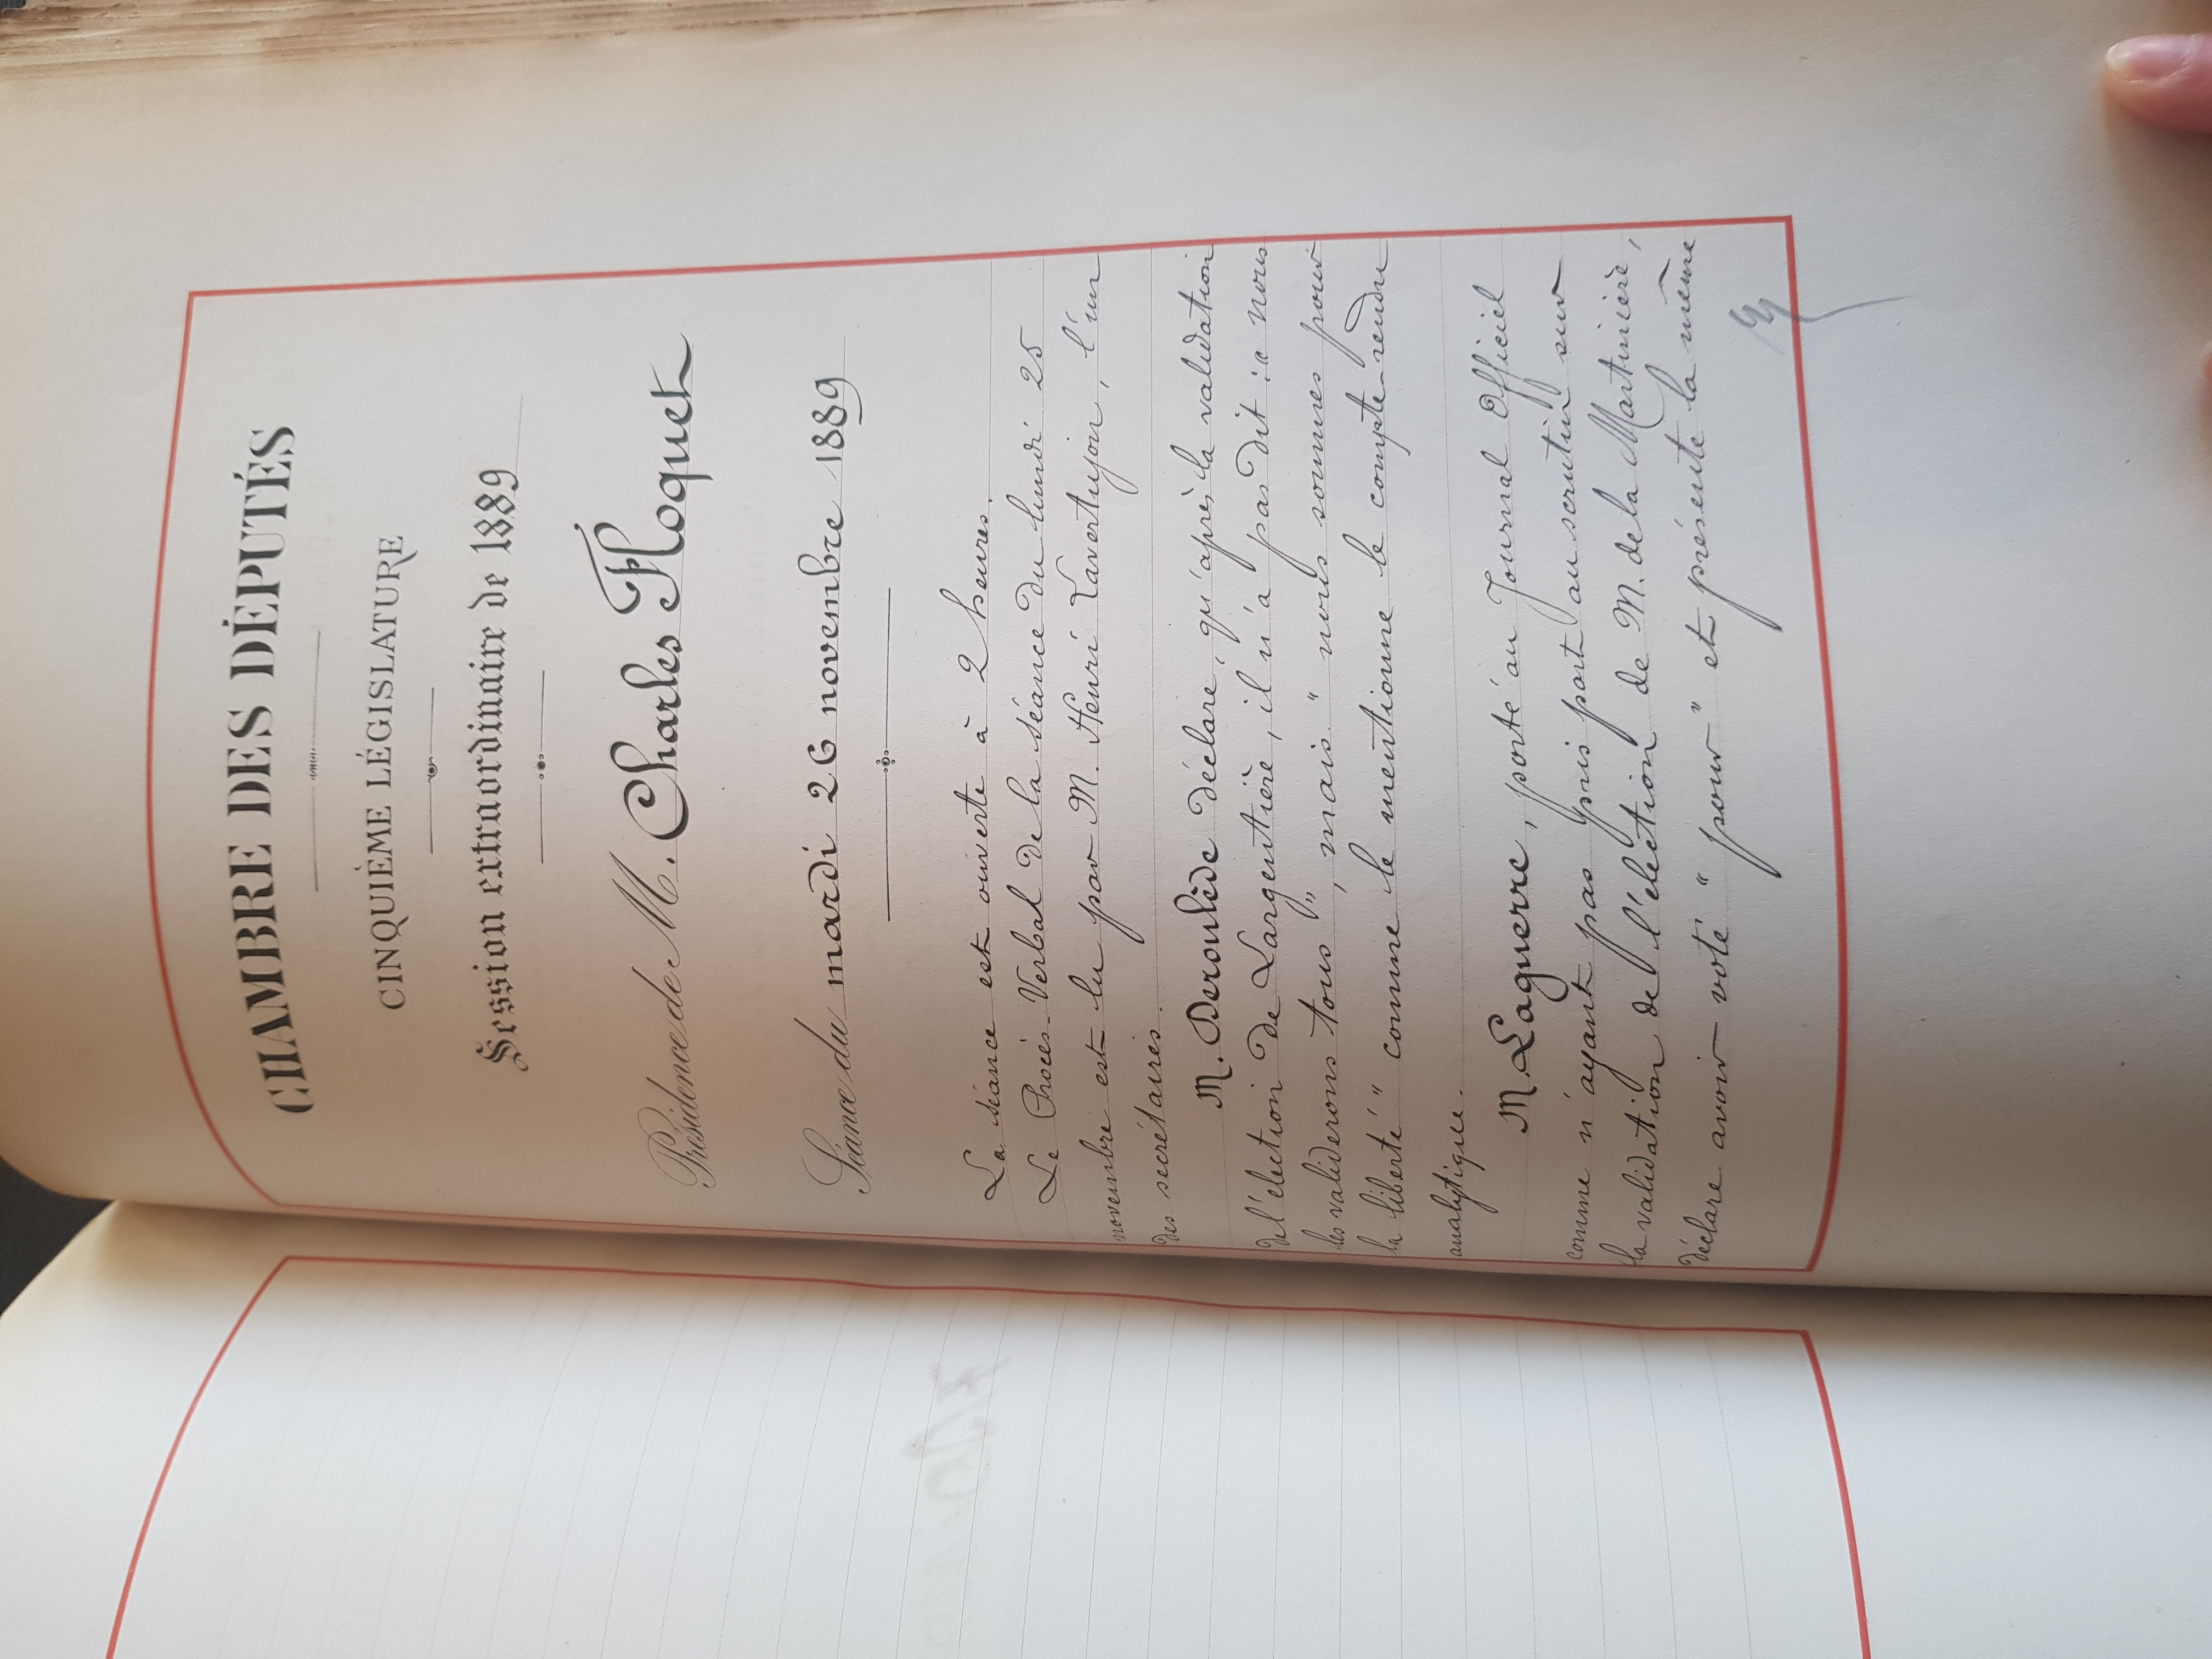 CHAMBRE DES DÉPUTÉS
CINQUIÈME LÉGISLATURE
Session extraordinaire de 1889
Présidence de M. Charles Floquet
Séance du mardi 26 novembre 1889
La séance est ouverte à 2 heures.
Le Procès-Verbal de la séance du lundi 25
novembre est lu par M. Henri Lavertujon, l'un
des secrétaires.
M. Deroulède déclare, qu'après la validation
de l'élection de Largentière, il n'a pas dit : « nous
les validerons tous ", mais " nous sommes pour
la liberté " comme le mentionne le compte-rendu
analytique.
M. Laguerre, porté au Journal Officiel
comme n'ayant pas pris part au scrutin sur
la validation de l'élection de M. de la Martinière,
déclare avoir voté " pour " et présente la même